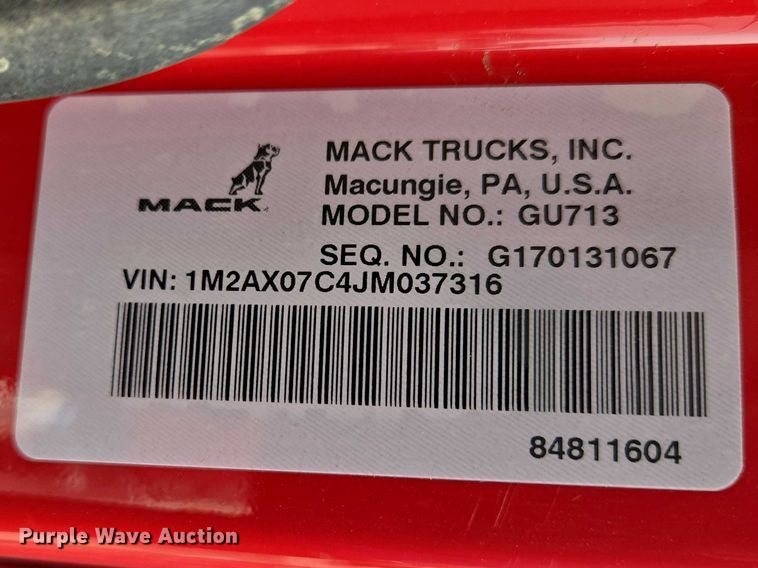 MACK
MACK TRUCKS, INC.
Macungie, PA, U.S.A.
MODEL NO.: GU713
SEQ. NO.: G170131067
VIN: 1M2AX07C4JM037316
84811604
Purple Wave Auction®